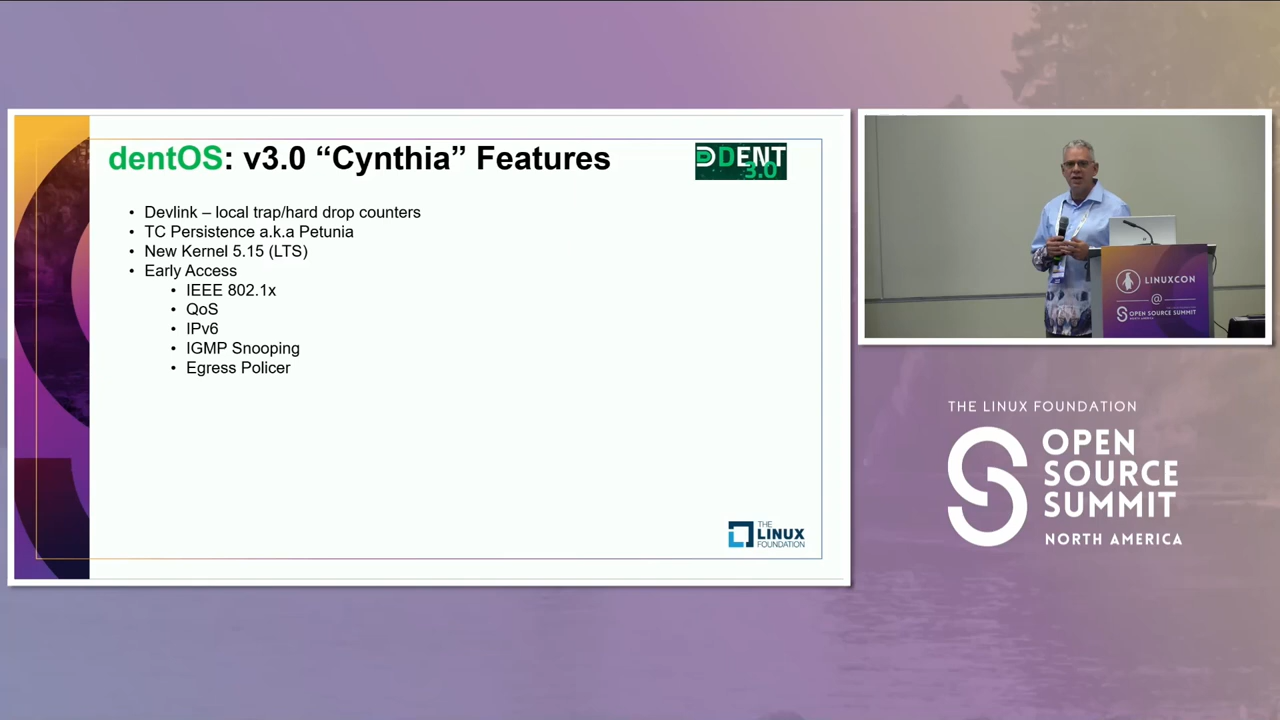 dentOS: v3.0 “Cynthia” Features
DENT
3.0
• Devlink – local trap/hard drop counters
• TC Persistence a.k.a Petunia
• New Kernel 5.15 (LTS)
• Early Access
• IEEE 802.1x
• QoS
• IPv6
• IGMP Snooping
• Egress Policer
THE
LINUX
FOUNDATION
LINUXCON
@
OPEN SOURCE SUMMIT
NORTH AMERICA
THE LINUX FOUNDATION
OPEN
SOURCE
SUMMIT
NORTH AMERICA